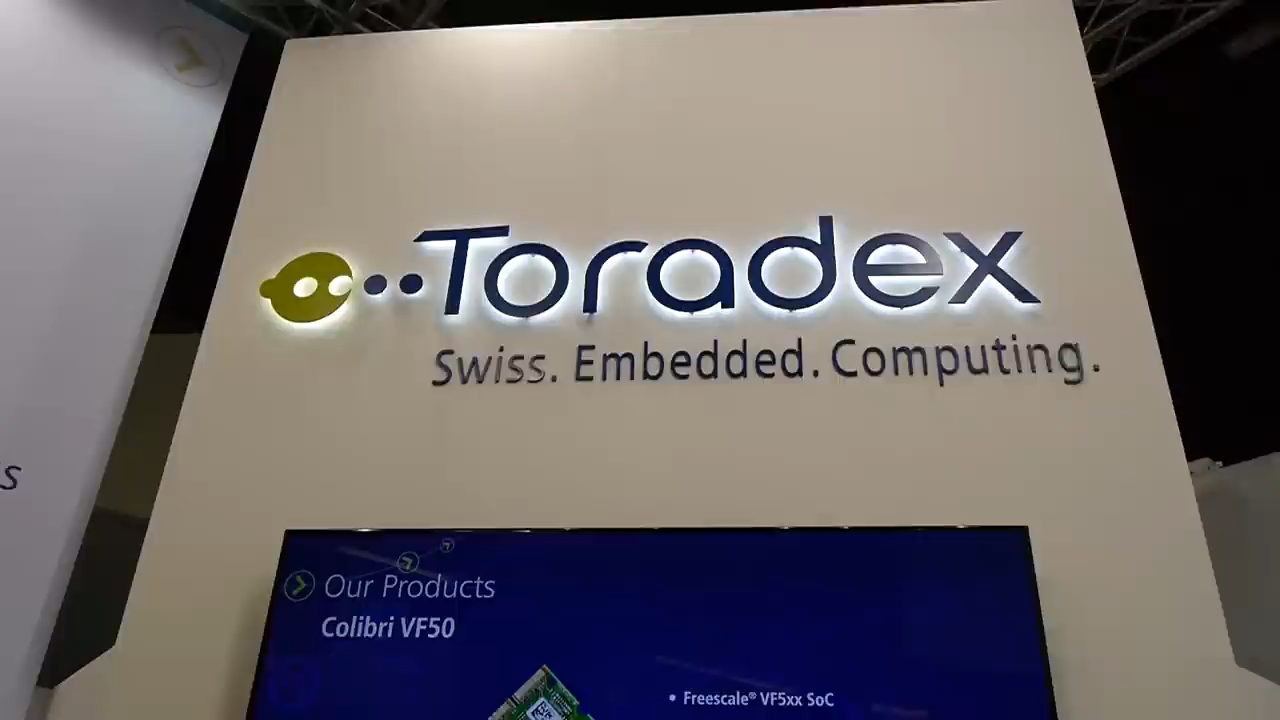 Toradex
Swiss. Embedded. Computing.
Our Products
Colibri VF50
• Freescale® VF5xx SoC